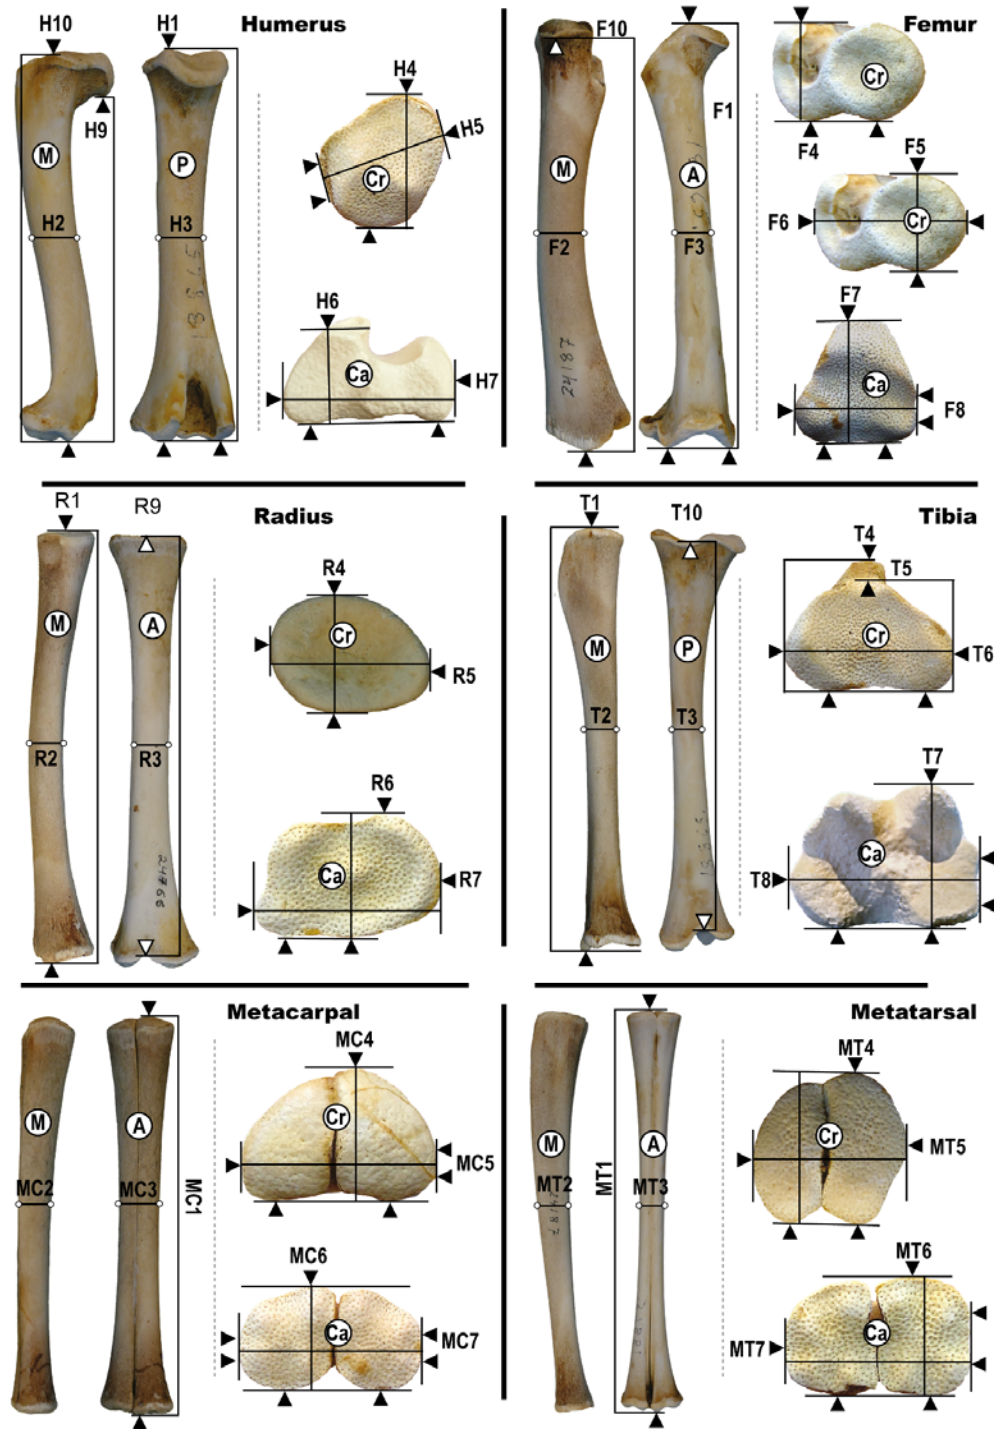 Humerus
H10
H1
H4
H5
H9
M
P
Cr
H2
H3
H6
Ca
H7
Femur
F10
F1
Cr
F4
M
A
F5
F6
Cr
F2
F3
F7
Ca
F8
24187
Radius
R1
R9
R4
M
A
Cr
R5
R2
R3
R6
Ca
R7
24766
Tibia
T1
T10
T4
T5
M
P
Cr
T6
T2
T3
T7
Ca
T8
Metacarpal
MC4
M
A
Cr
MC5
MC2
MC3
MC1
MC6
Ca
MC7
Metatarsal
MT4
M
A
Cr
MT5
MT2
MT1
MT3
MT6
Ca
MT7